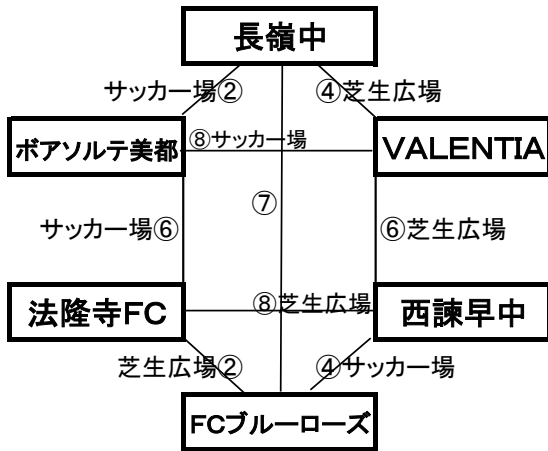 長嶺中
サッカー場② ④芝生広場
ボアソルテ美都 ⑧サッカー場 VALENTIA
⑦
サッカー場⑥ ⑥芝生広場
法隆寺FC ⑧芝生広場 西諫早中
芝生広場② ④サッカー場
FCブルーローズ